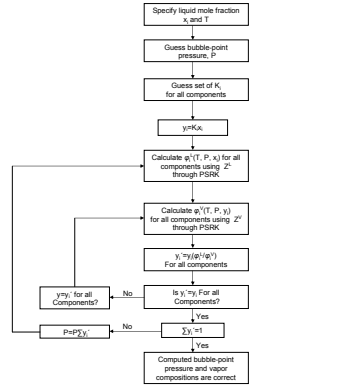 Specify liquid mole fraction
xᵢ and T
Guess bubble-point
pressure, P
Guess set of Kᵢ
for all components
yᵢ=Kᵢxᵢ
Calculate φᵢᴸ(T, P, xᵢ) for all
components using Zᴸ
through PSRK
Calculate φᵢⱽ(T, P, yᵢ)
for all components using Zⱽ
through PSRK
yᵢ'=yᵢ(φᵢᴸ/φᵢⱽ)
For all components
Is yᵢ'=yᵢ For all
Components?
No
y=yᵢ' for all
Components?
Yes
∑yᵢ'=1
No
P=P∑yᵢ'
Yes
Computed bubble-point
pressure and vapor
compositions are correct